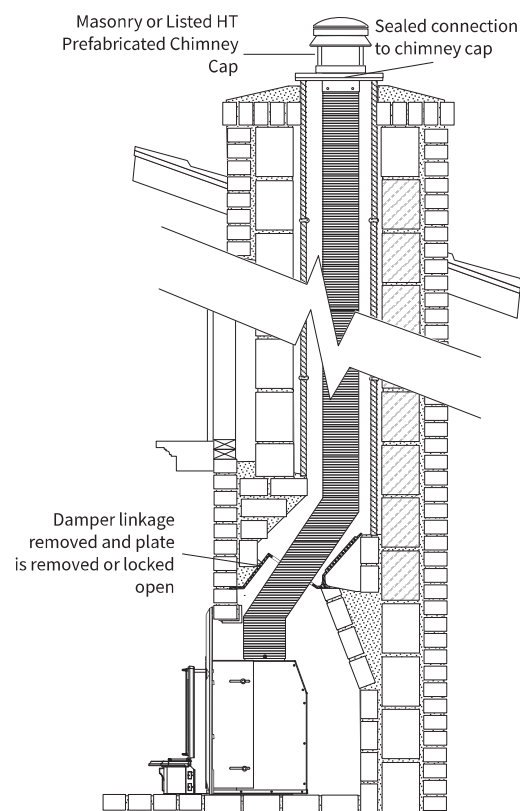 Masonry or Listed HT
Prefabricated Chimney
Cap
Sealed connection
to chimney cap
Damper linkage
removed and plate
is removed or locked
open